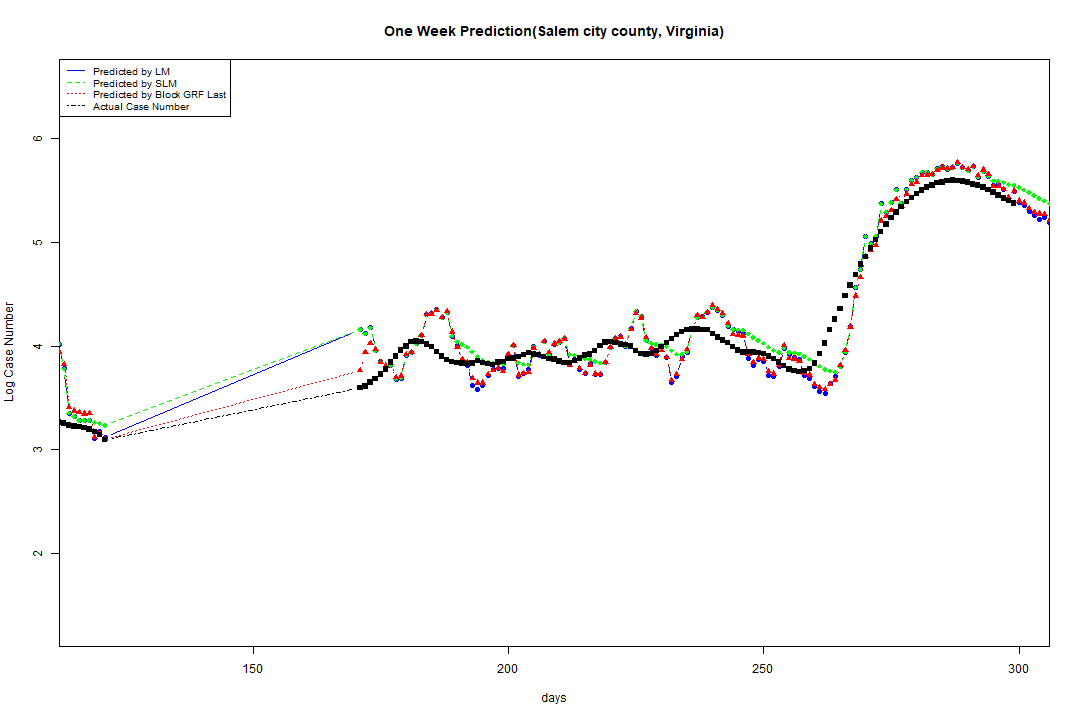 One Week Prediction(Salem city county, Virginia)
Predicted by LM
Predicted by SLM
Predicted by Block GRF Last
Actual Case Number
6
5
4
3
2
Log Case Number
150
200
250
300
days